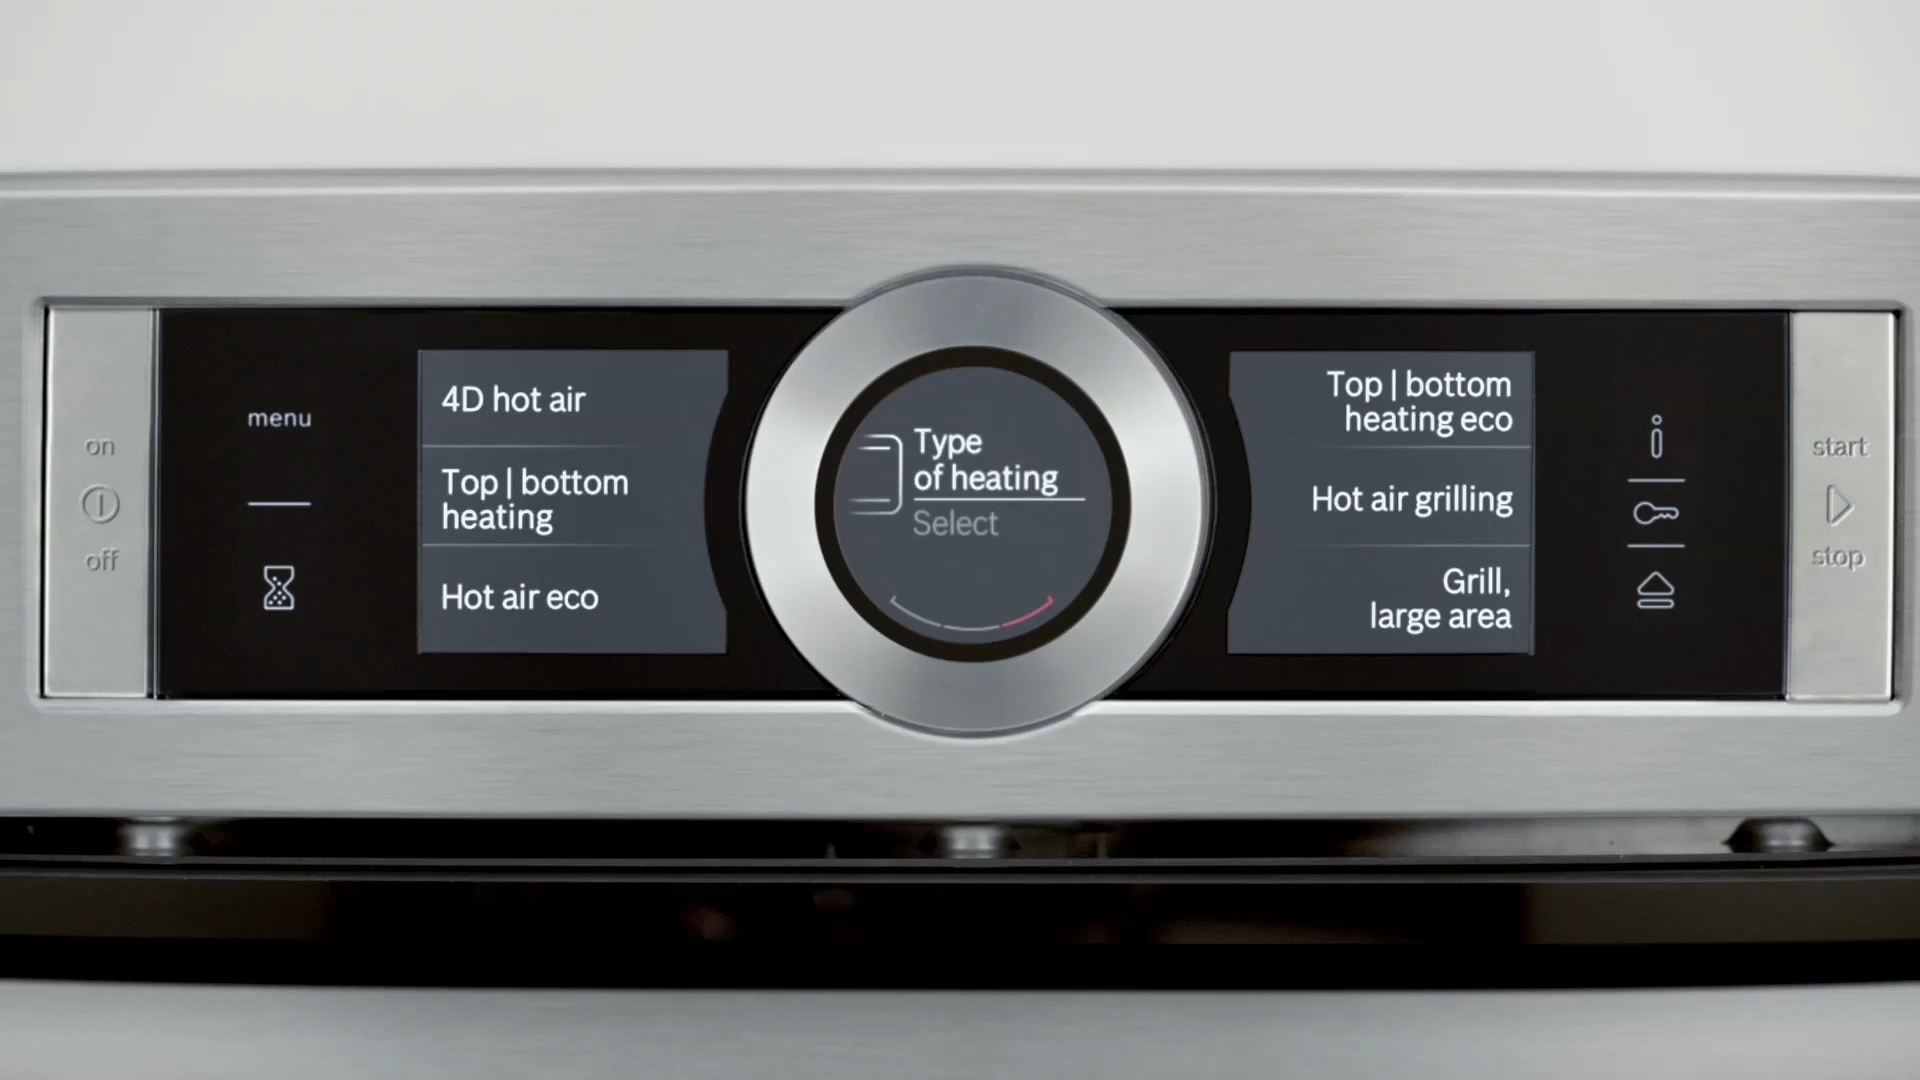 on
off
menu
4D hot air
Top | bottom
heating
Hot air eco
Type
of heating
Select
Top | bottom
heating eco
Hot air grilling
Grill,
large area
start
stop